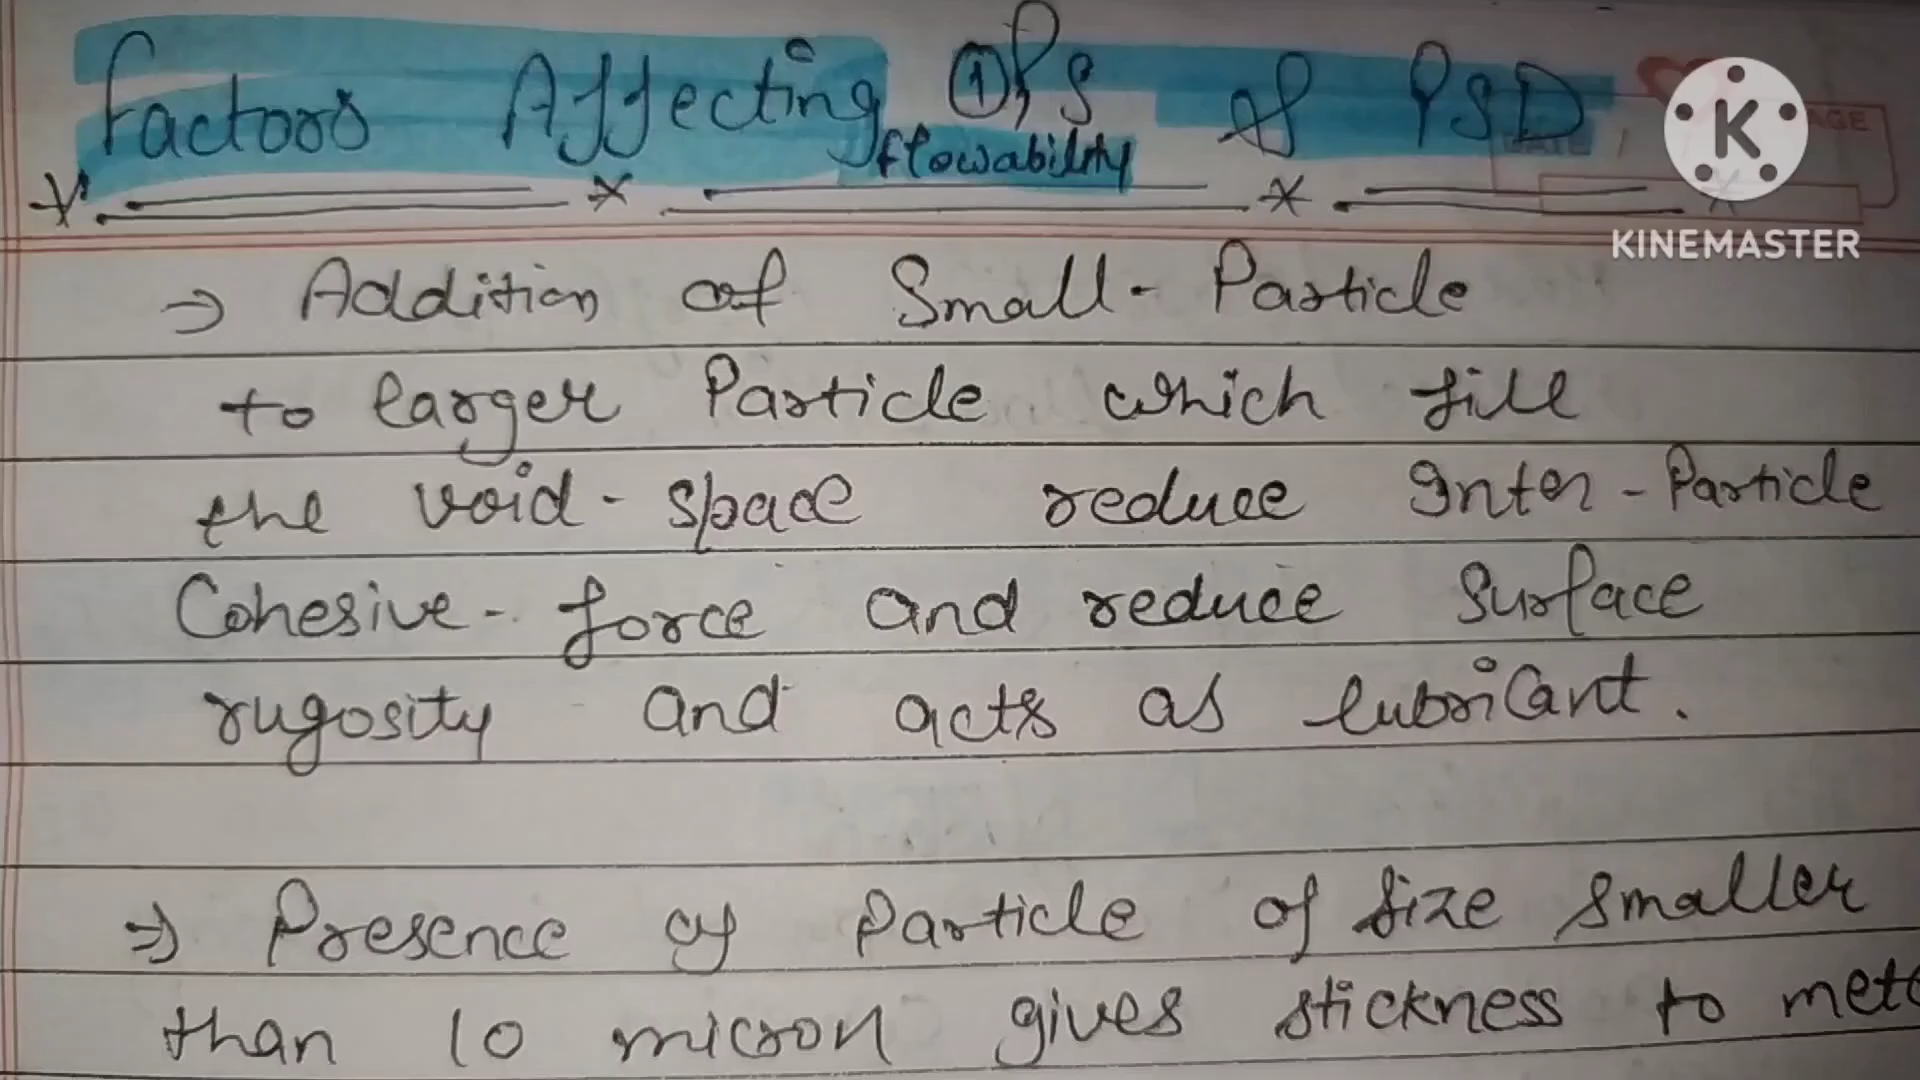 Factors Affecting ① PS of PSD
flowability
→ Addition of Small-Particle
to larger Particle which fill
the void-space reduce Inter-Particle
Cohesive-force and reduce Surface
rugosity and acts as lubricant.
→ Presence of Particle of size smaller
than 10 micron gives stickness to
KINEMASTER